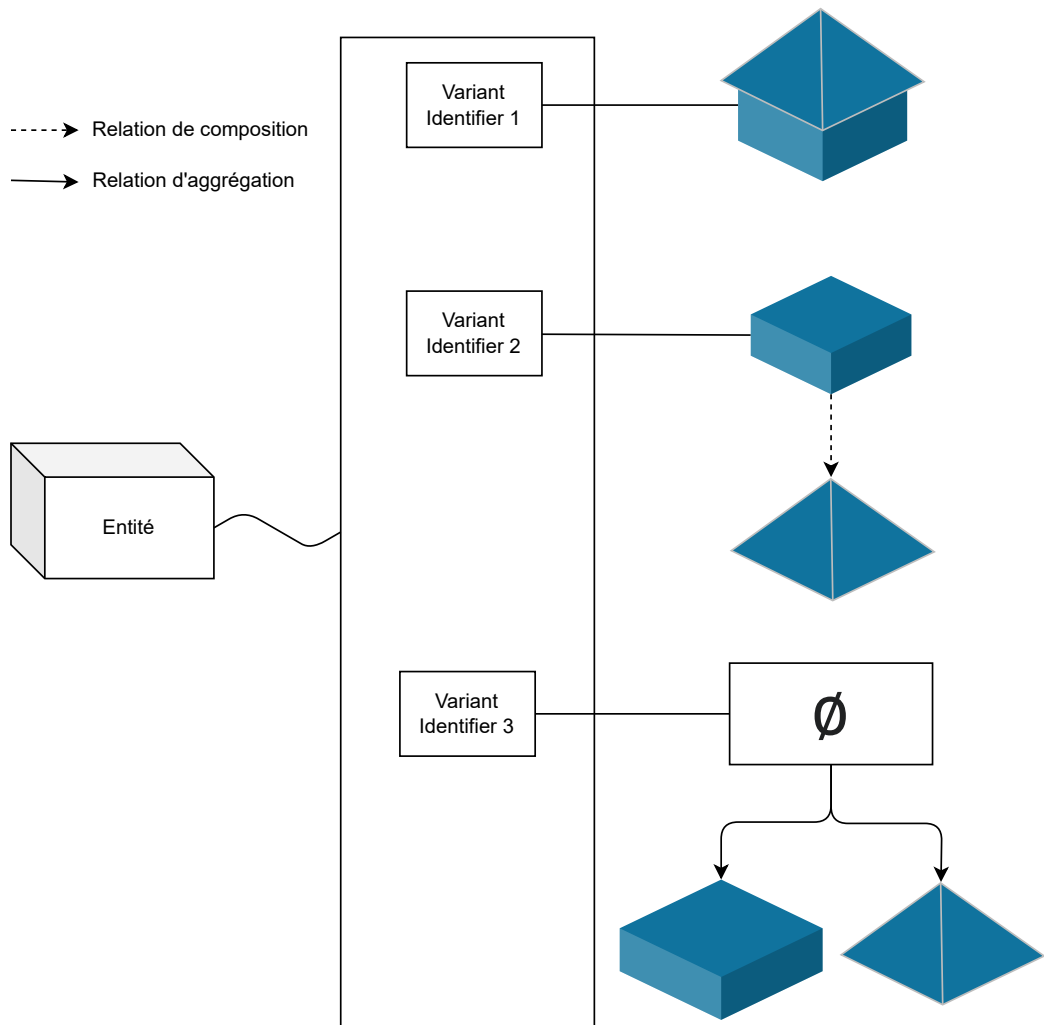 Variant
Identifier 1
Relation de composition
Relation d'aggrégation
Variant
Identifier 2
Entité
Variant
Identifier 3
Ø